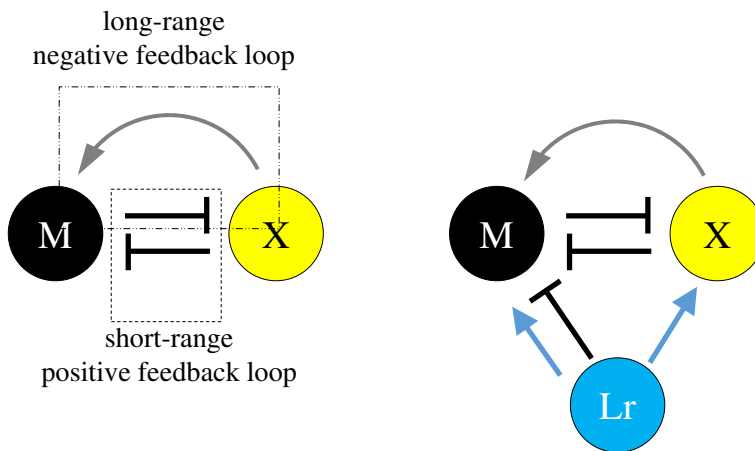 long-range
negative feedback loop
M
X
short-range
positive feedback loop
M
X
Lr